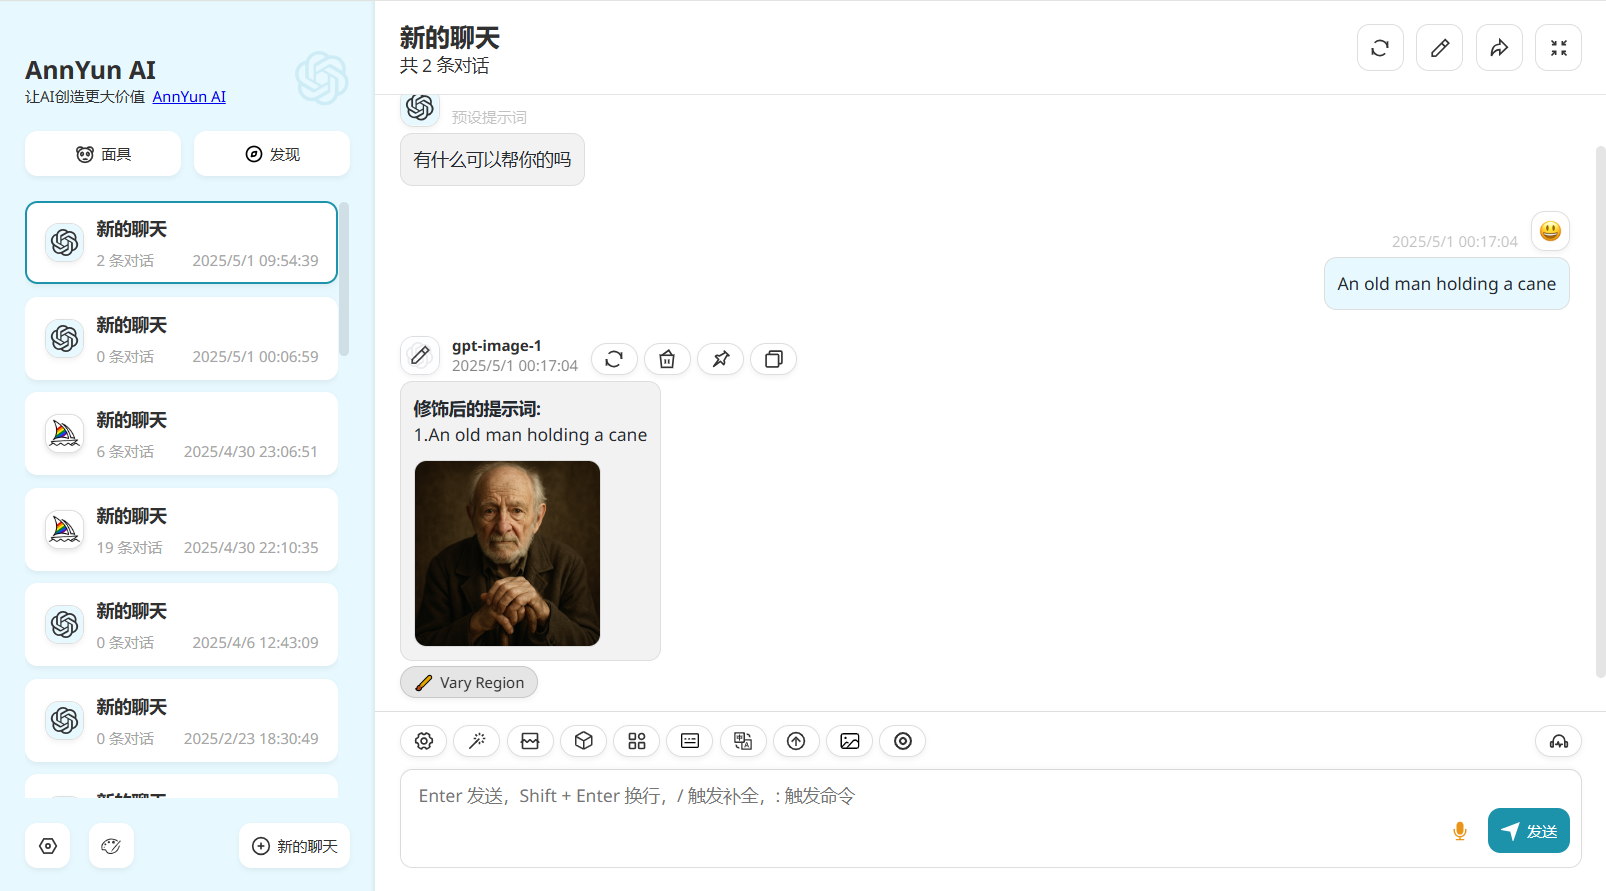 AnnYun AI
让AI创造更大价值 AnnYun AI
面具
发现
新的聊天
2 条对话 2025/5/1 09:54:39
新的聊天
0 条对话 2025/5/1 00:06:59
新的聊天
6 条对话 2025/4/30 23:06:51
新的聊天
19 条对话 2025/4/30 22:10:35
新的聊天
0 条对话 2025/4/6 12:43:09
新的聊天
0 条对话 2025/2/23 18:30:49
新的聊天
新的聊天
新的聊天
共 2 条对话
预设提示词
有什么可以帮你的吗
2025/5/1 00:17:04
An old man holding a cane
gpt-image-1
2025/5/1 00:17:04
修饰后的提示词:
1.An old man holding a cane
Vary Region
Enter 发送，Shift + Enter 换行，/ 触发补全，: 触发命令
发送